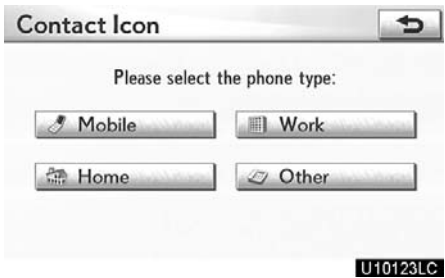 Contact Icon
Please select the phone type:
Mobile
Work
Home
Other
U10123LC